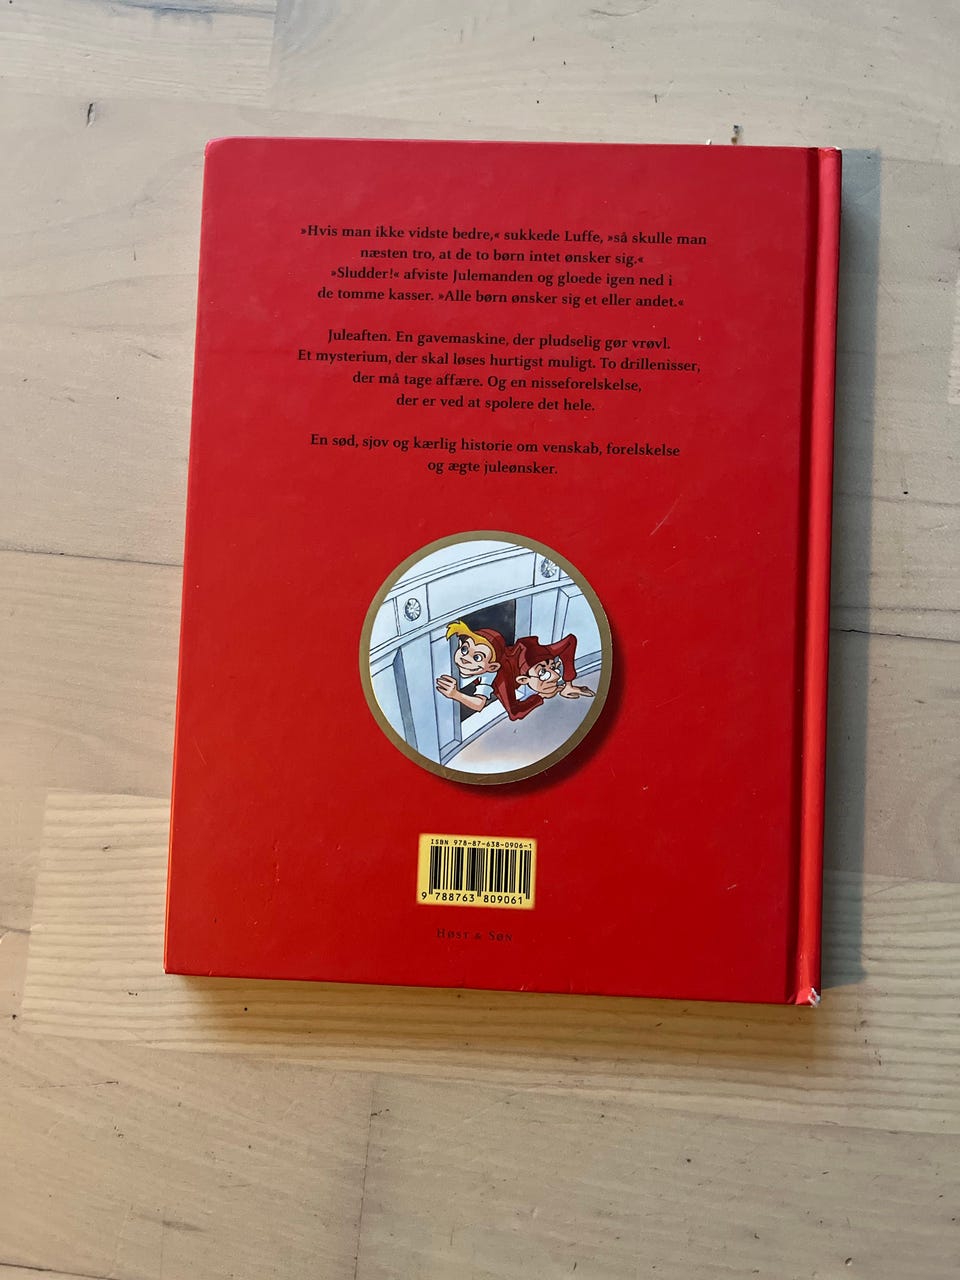 »Hvis man ikke vidste bedre,« sukkede Luffe, »så skulle man
næsten tro, at de to børn intet ønsker sig.«
»Sludder!« afviste Julemanden og gloede igen ned i
de tomme kasser. »Alle børn ønsker sig et eller andet.«
Juleaften. En gavemaskine, der pludselig gør vrøvl.
Et mysterium, der skal løses hurtigst muligt. To drillenisser,
der må tage affære. Og en nisseforelskelse,
der er ved at spolere det hele.
En sød, sjov og kærlig historie om venskab, forelskelse
og ægte juleønsker.
ISBN 978-87-638-0906-1
9 788763 809061
Høst & Søn